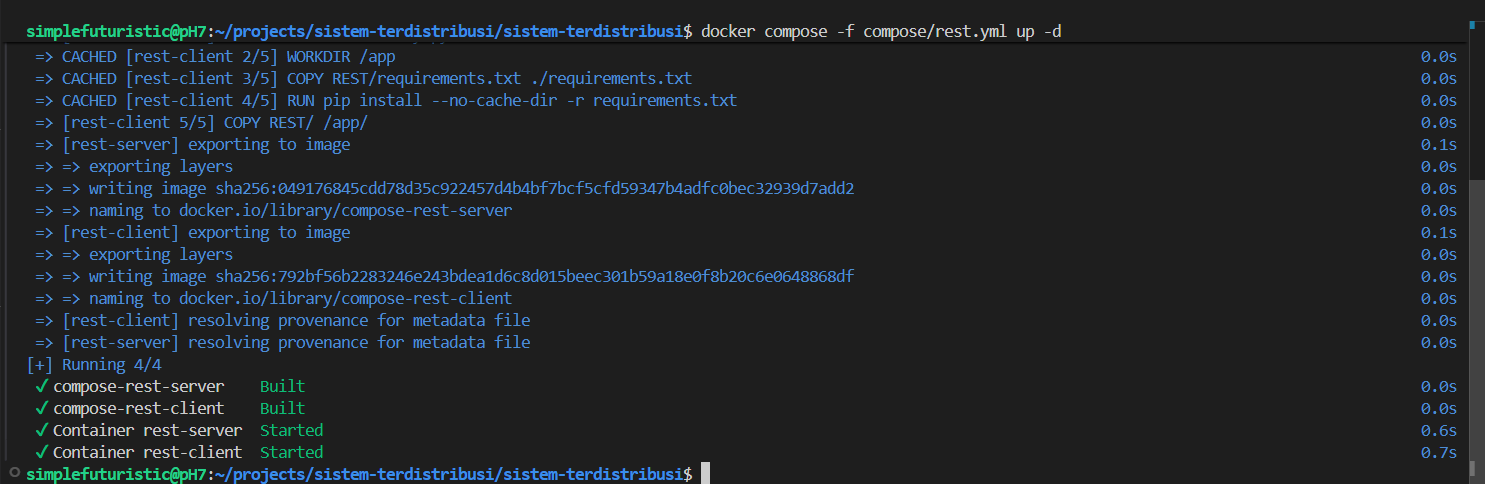 simplefuturistic@pH7:~/projects/sistem-terdistribusi/sistem-terdistribusi$ docker compose -f compose/rest.yml up -d
=> CACHED [rest-client 2/5] WORKDIR /app 0.0s
=> CACHED [rest-client 3/5] COPY REST/requirements.txt ./requirements.txt 0.0s
=> CACHED [rest-client 4/5] RUN pip install --no-cache-dir -r requirements.txt 0.0s
=> [rest-client 5/5] COPY REST/ /app/ 0.0s
=> [rest-server] exporting to image 0.1s
=> => exporting layers 0.0s
=> => writing image sha256:049176845cdd78d35c922457d4b4bf7bcf5cfd59347b4adfc0bec32939d7add2 0.0s
=> => naming to docker.io/library/compose-rest-server 0.0s
=> [rest-client] exporting to image 0.1s
=> => exporting layers 0.0s
=> => writing image sha256:792bf56b2283246e243bdea1d6c8d015beec301b59a18e0f8b20c6e0648868df 0.0s
=> => naming to docker.io/library/compose-rest-client 0.0s
=> [rest-client] resolving provenance for metadata file 0.0s
=> [rest-server] resolving provenance for metadata file 0.0s
[+] Running 4/4
✔ compose-rest-server Built 0.0s
✔ compose-rest-client Built 0.0s
✔ Container rest-server Started 0.6s
✔ Container rest-client Started 0.7s
simplefuturistic@pH7:~/projects/sistem-terdistribusi/sistem-terdistribusi$